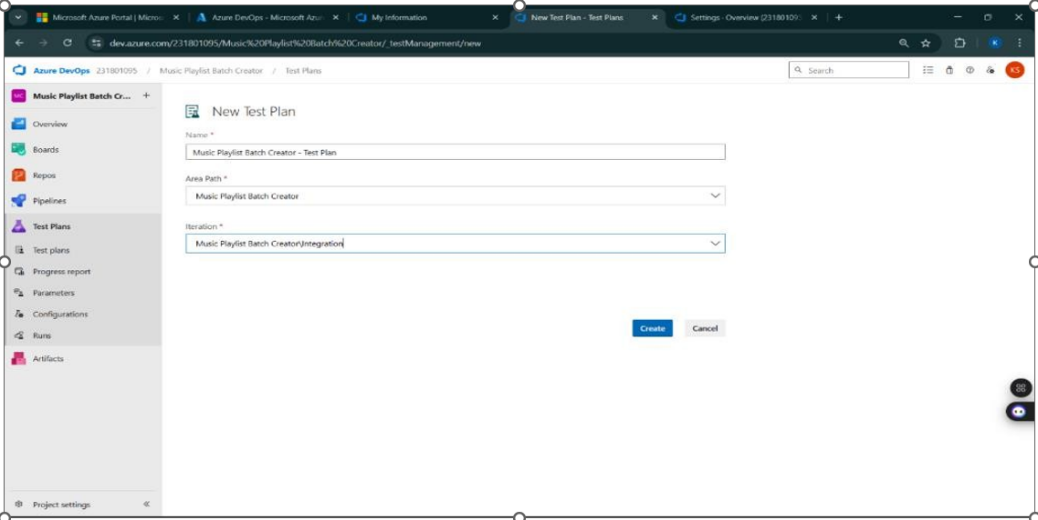 Microsoft Azure Portal | Micro
Azure DevOps - Microsoft Azu
My Information
New Test Plan - Test Plans
Settings - Overview (23180109
dev.azure.com/231801095/Music%20Playlist%20Batch%20Creator/_testManagement/new
Azure DevOps 231801095 / Music Playlist Batch Creator / Test Plans
Search
KS
MC Music Playlist Batch Cr... +
Overview
Boards
Repos
Pipelines
Test Plans
Test plans
Progress report
Parameters
Configurations
Runs
Artifacts
Project settings
New Test Plan
Name *
Music Playlist Batch Creator - Test Plan
Area Path *
Music Playlist Batch Creator
Iteration *
Music Playlist Batch Creator\Integration
Create
Cancel